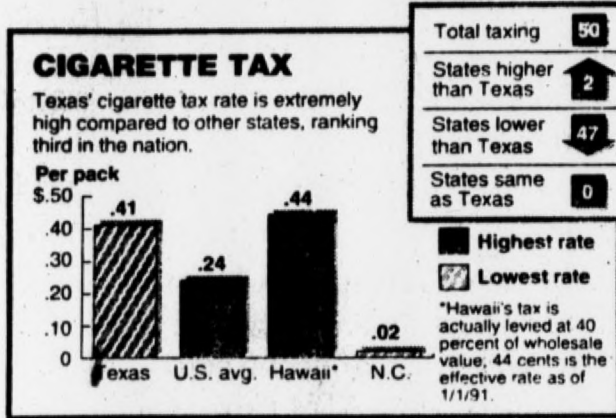 CIGARETTE TAX
Texas' cigarette tax rate is extremely
high compared to other states, ranking
third in the nation.
Per pack
$.50
.40
.30
.20
.10
0
.41
.24
.44
.02
Texas
U.S. avg.
Hawaii*
N.C.
Total taxing 50
States higher
than Texas 2
States lower
than Texas 47
States same
as Texas 0
Highest rate
Lowest rate
*Hawaii's tax is
actually levied at 40
percent of wholesale
value; 44 cents is the
effective rate as of
1/1/91.